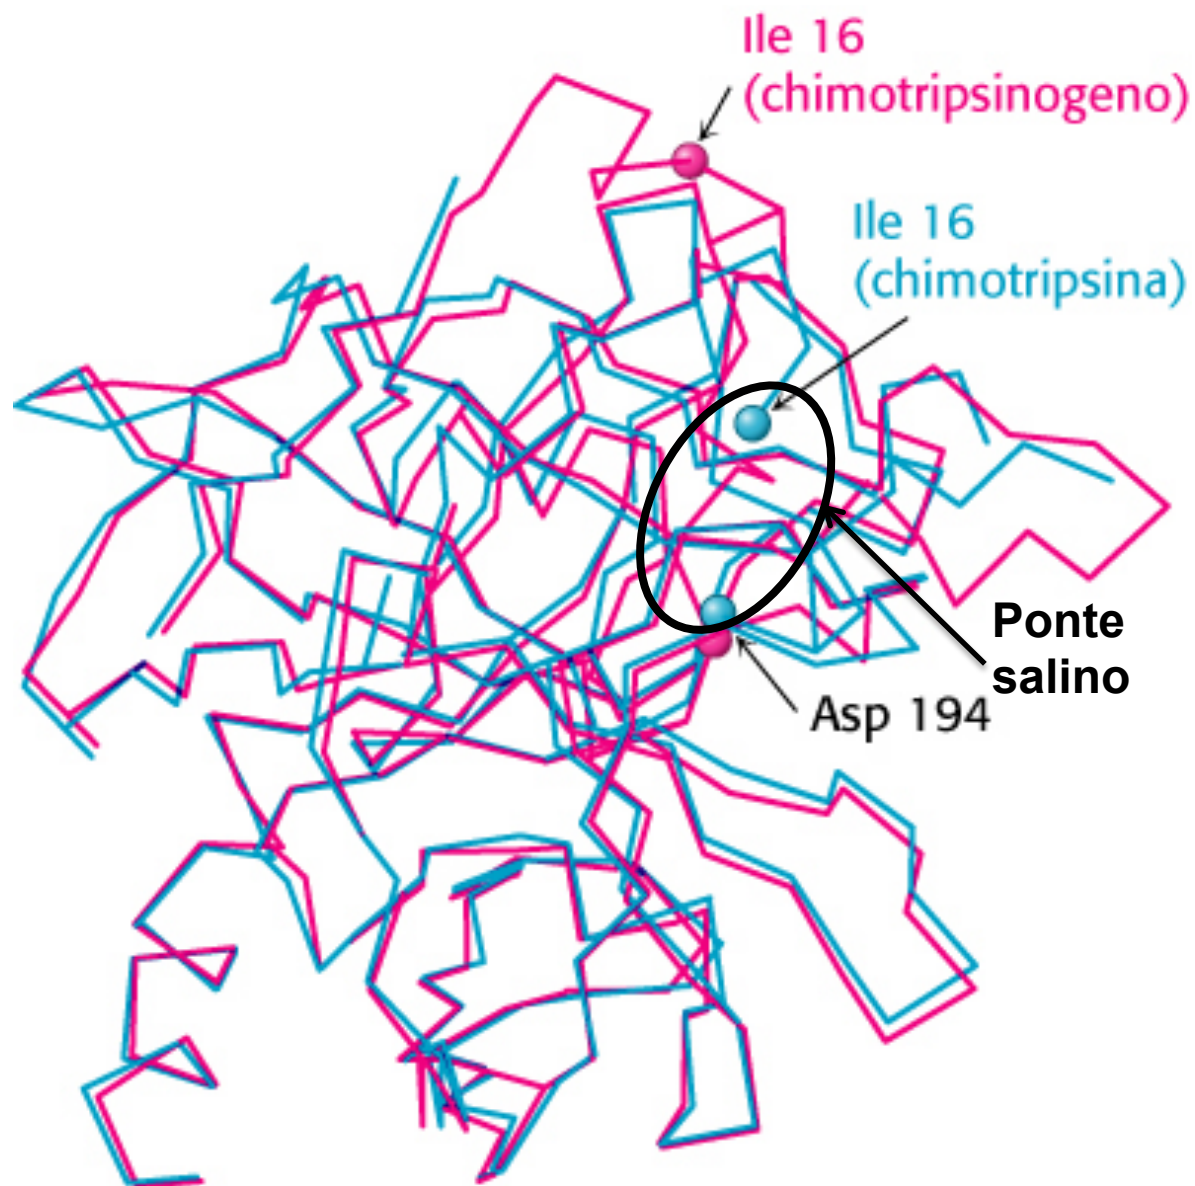 Ile 16
(chimotripsinogeno)
Ile 16
(chimotripsina)
Ponte
salino
Asp 194